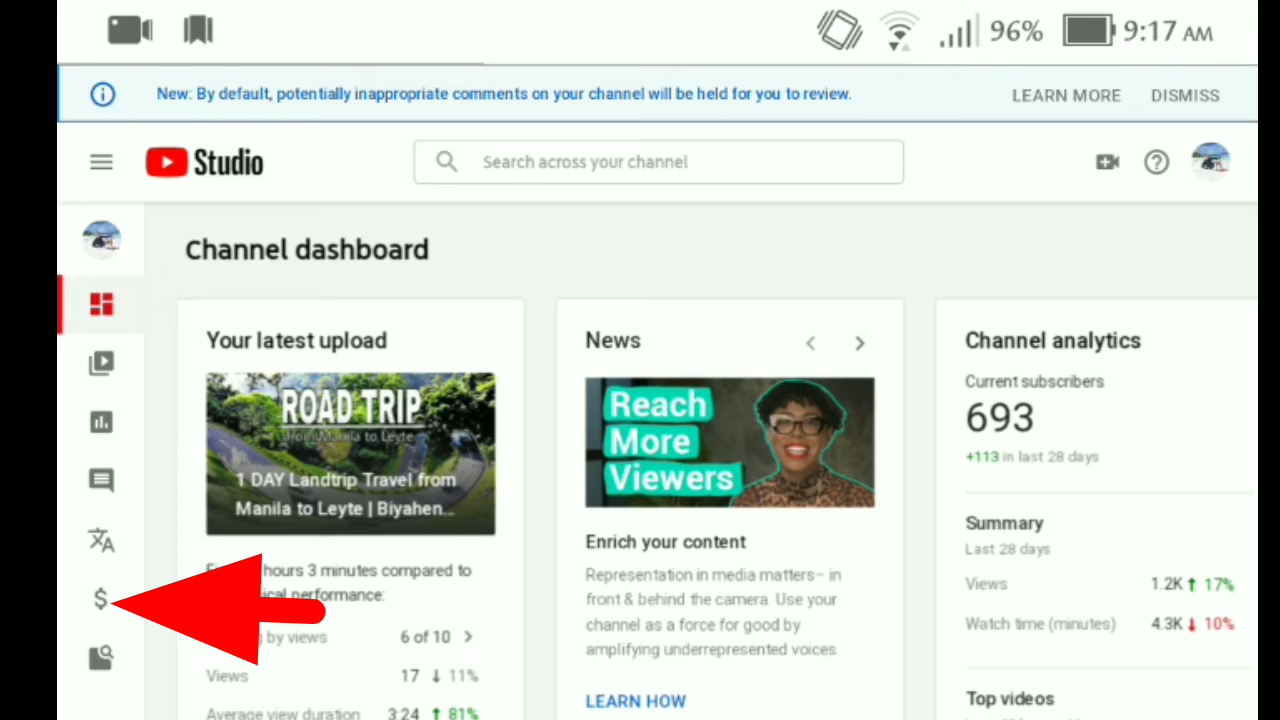 96% 9:17 AM
New: By default, potentially inappropriate comments on your channel will be held for you to review.
LEARN MORE DISMISS
Studio
Search across your channel
Channel dashboard
Your latest upload
ROAD TRIP
from Manila to Leyte
1 DAY Landtrip Travel from
Manila to Leyte | Biyahen...
hours 3 minutes compared to
performance:
by views 6 of 10
Views 17 ↓ 11%
Average view duration 3:24 ↑ 81%
News
Reach
More
Viewers
Enrich your content
Representation in media matters– in
front & behind the camera. Use your
channel as a force for good by
amplifying underrepresented voices.
LEARN HOW
Channel analytics
Current subscribers
693
+113 in last 28 days
Summary
Last 28 days
Views 1.2K ↑ 17%
Watch time (minutes) 4.3K ↓ 10%
Top videos